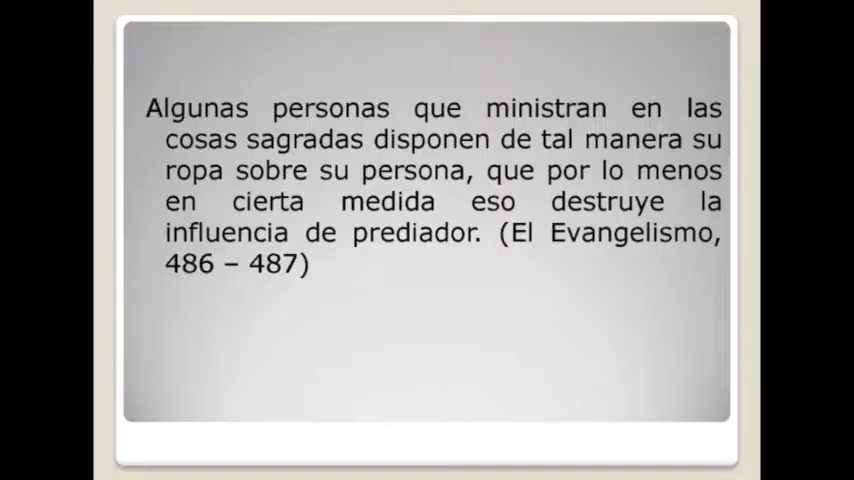 Algunas personas que ministran en las
cosas sagradas disponen de tal manera su
ropa sobre su persona, que por lo menos
en cierta medida eso destruye la
influencia de prediador. (El Evangelismo,
486 – 487)